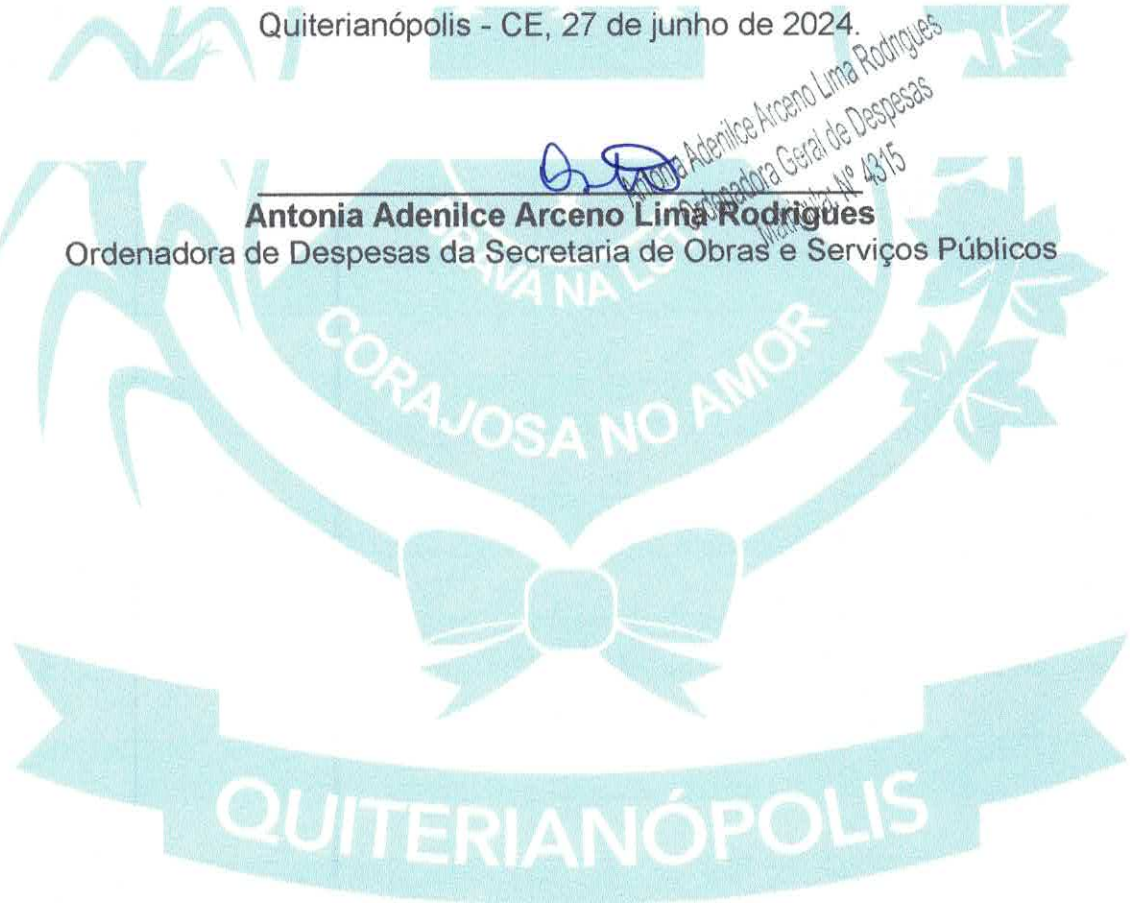 Quiterianópolis - CE, 27 de junho de 2024.
Antonia Adenilce Arceno Lima Rodrigues
Ordenadora Geral de Despesas
Matrícula: Nº 4315
Antonia Adenilce Arceno Lima Rodrigues
Ordenadora de Despesas da Secretaria de Obras e Serviços Públicos
NA
CORAJOSA NO AMOR
QUITERIANÓPOLIS